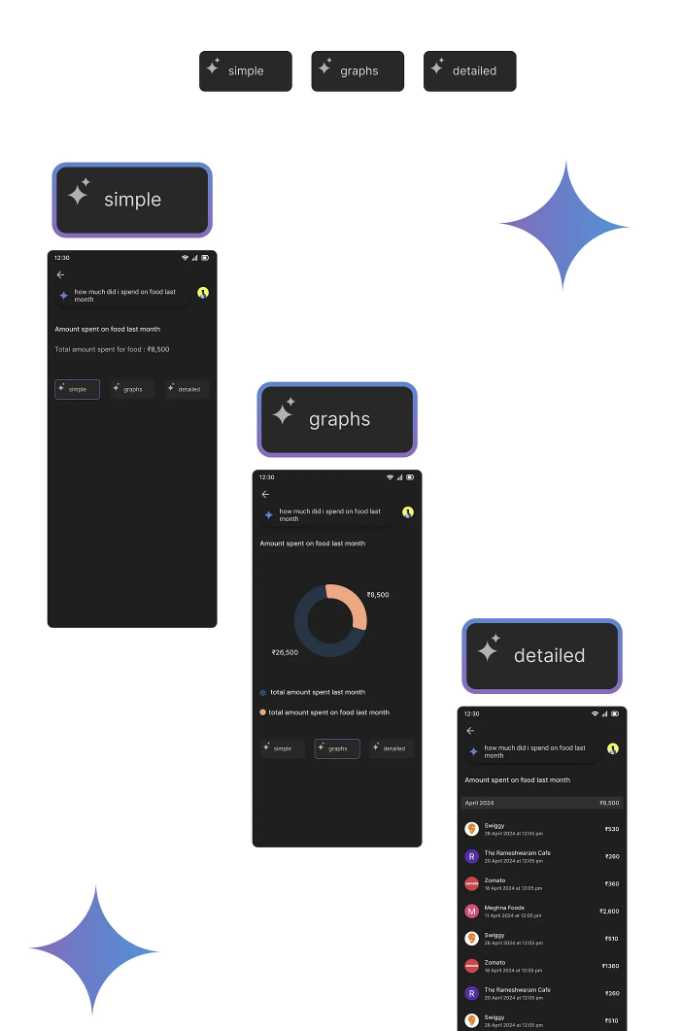 simple
graphs
detailed
simple
12:30
how much did i spend on food last
month
Amount spent on food last month
Total amount spent for food : ₹8,500
simple
graphs
detailed
graphs
12:30
how much did i spend on food last
month
Amount spent on food last month
₹8,500
₹26,500
total amount spent last month
total amount spent on food last month
simple
graphs
detailed
detailed
12:30
how much did i spend on food last
month
Amount spent on food last month
April 2024 ₹8,500
Swiggy
26 April 2024 at 12:05 pm ₹530
R
The Rameshwaram Cafe
20 April 2024 at 12:05 pm ₹260
zomato
Zomato
18 April 2024 at 12:05 pm ₹360
M
Meghna Foods
11 April 2024 at 12:05 pm ₹2,600
Swiggy
26 April 2024 at 12:05 pm ₹510
zomato
Zomato
18 April 2024 at 12:05 pm ₹1360
R
The Rameshwaram Cafe
20 April 2024 at 12:05 pm ₹260
Swiggy
26 April 2024 at 12:05 pm ₹510